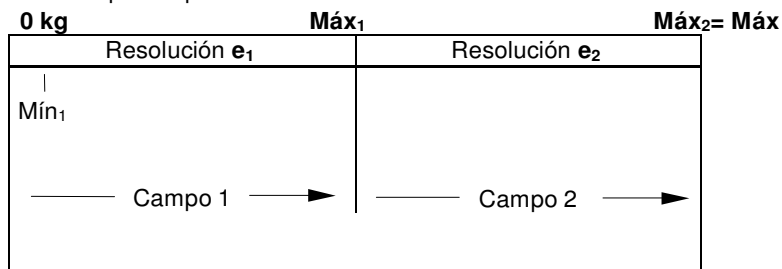 0 kg Máx₁ Máx₂= Máx
Resolución e₁ Resolución e₂
Mín₁
Campo 1 Campo 2